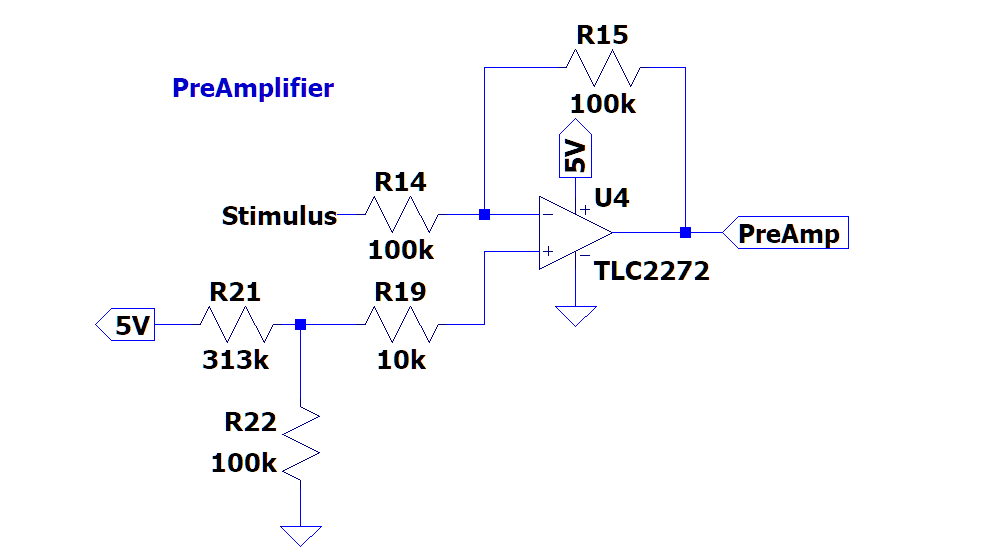 R15
PreAmplifier
100k
5V
R14
U4
Stimulus
100k
PreAmp
TLC2272
R21
R19
5V
313k
10k
R22
100k